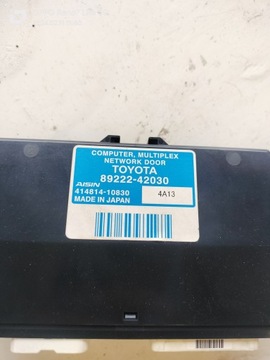 COMPUTER, MULTIPLEX
NETWORK DOOR
TOYOTA
89222-42030
AISIN
414814-10830
4A13
MADE IN JAPAN